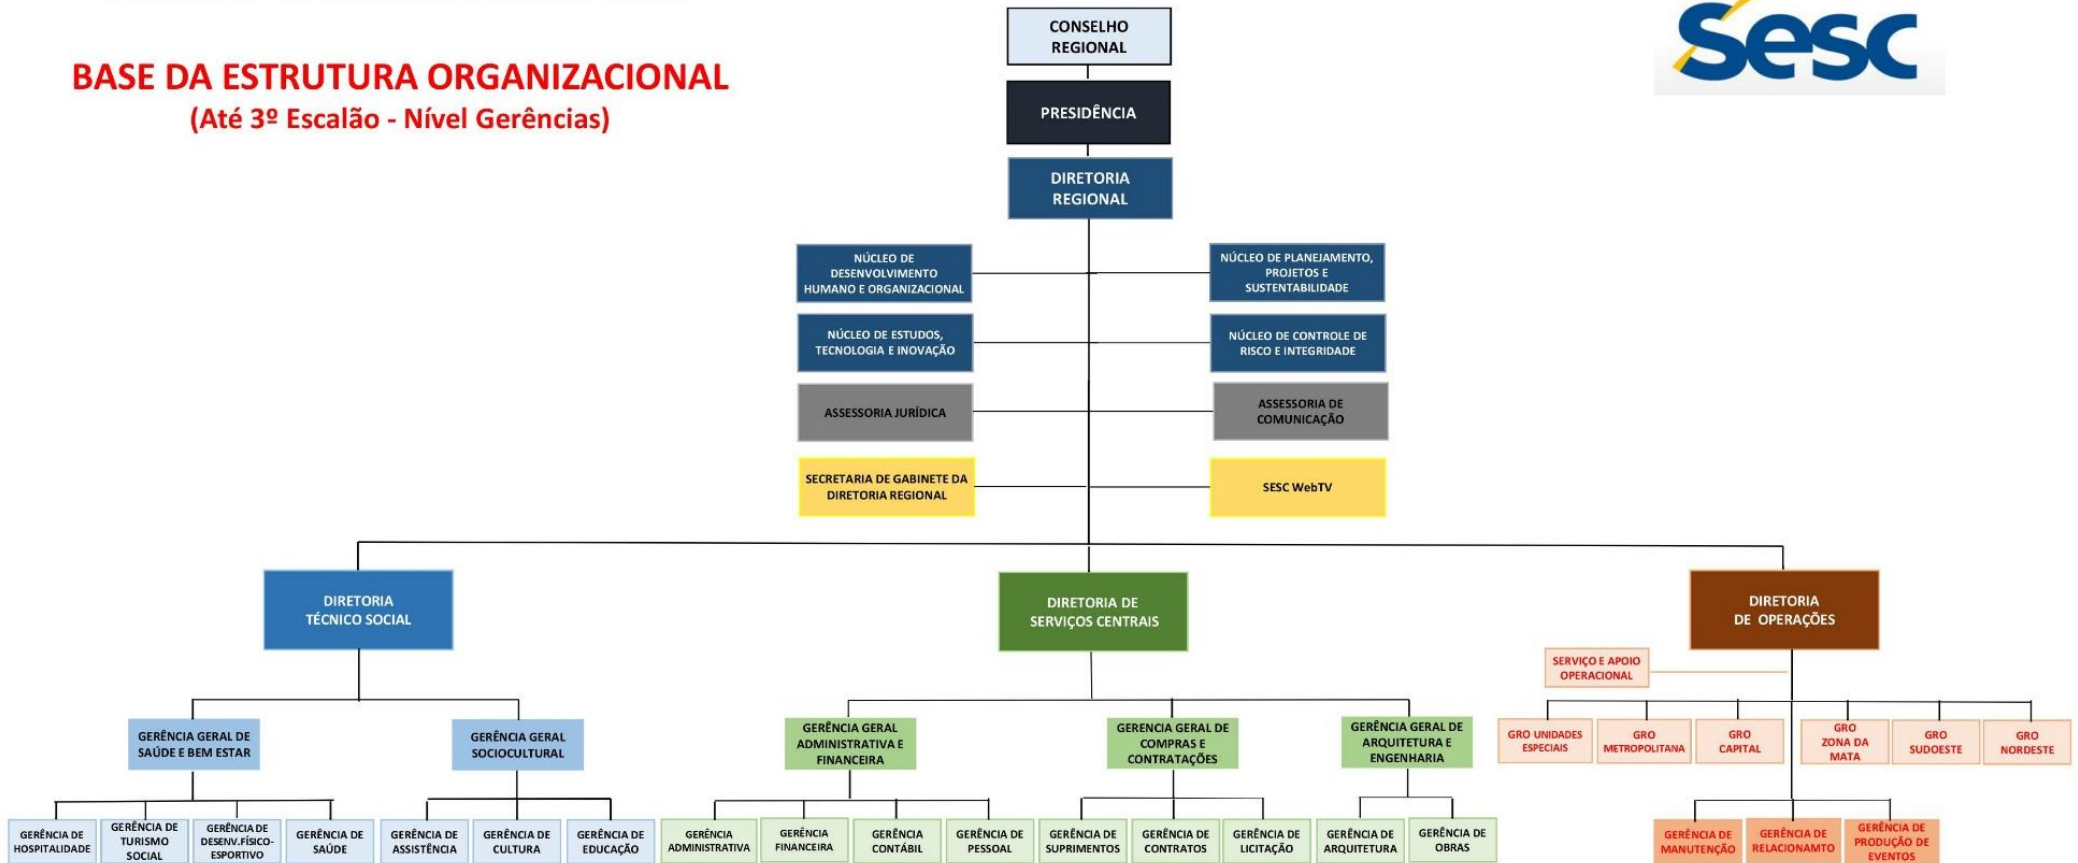 CONSELHO
REGIONAL
Sesc
BASE DA ESTRUTURA ORGANIZACIONAL
(Até 3º Escalão - Nível Gerências)
PRESIDÊNCIA
DIRETORIA
REGIONAL
NÚCLEO DE
DESENVOLVIMENTO
HUMANO E ORGANIZACIONAL
NÚCLEO DE PLANEJAMENTO,
PROJETOS E
SUSTENTABILIDADE
NÚCLEO DE ESTUDOS,
TECNOLOGIA E INOVAÇÃO
NÚCLEO DE CONTROLE DE
RISCO E INTEGRIDADE
ASSESSORIA JURÍDICA
ASSESSORIA DE
COMUNICAÇÃO
SECRETARIA DE GABINETE DA
DIRETORIA REGIONAL
SESC WebTV
DIRETORIA
TÉCNICO SOCIAL
DIRETORIA DE
SERVIÇOS CENTRAIS
DIRETORIA
DE OPERAÇÕES
SERVIÇO E APOIO
OPERACIONAL
GERÊNCIA GERAL DE
SAÚDE E BEM ESTAR
GERÊNCIA GERAL
SOCIOCULTURAL
GERÊNCIA GERAL
ADMINISTRATIVA E
FINANCEIRA
GERENCIA GERAL DE
COMPRAS E
CONTRATAÇÕES
GERÊNCIA GERAL DE
ARQUITETURA E
ENGENHARIA
GRO UNIDADES
ESPECIAIS
GRO
METROPOLITANA
GRO
CAPITAL
GRO
ZONA DA
MATA
GRO
SUDOESTE
GRO
NORDESTE
GERÊNCIA DE
HOSPITALIDADE
GERÊNCIA DE
TURISMO
SOCIAL
GERÊNCIA DE
DESENV.FÍSICO-
ESPORTIVO
GERÊNCIA DE
SAÚDE
GERÊNCIA DE
ASSISTÊNCIA
GERÊNCIA DE
CULTURA
GERÊNCIA DE
EDUCAÇÃO
GERÊNCIA
ADMINISTRATIVA
GERÊNCIA
FINANCEIRA
GERÊNCIA
CONTÁBIL
GERÊNCIA DE
PESSOAL
GERÊNCIA DE
SUPRIMENTOS
GERÊNCIA DE
CONTRATOS
GERÊNCIA DE
LICITAÇÃO
GERÊNCIA DE
ARQUITETURA
GERÊNCIA DE
OBRAS
GERÊNCIA DE
MANUTENÇÃO
GERÊNCIA DE
RELACIONAMTO
GERÊNCIA DE
PRODUÇÃO DE
EVENTOS